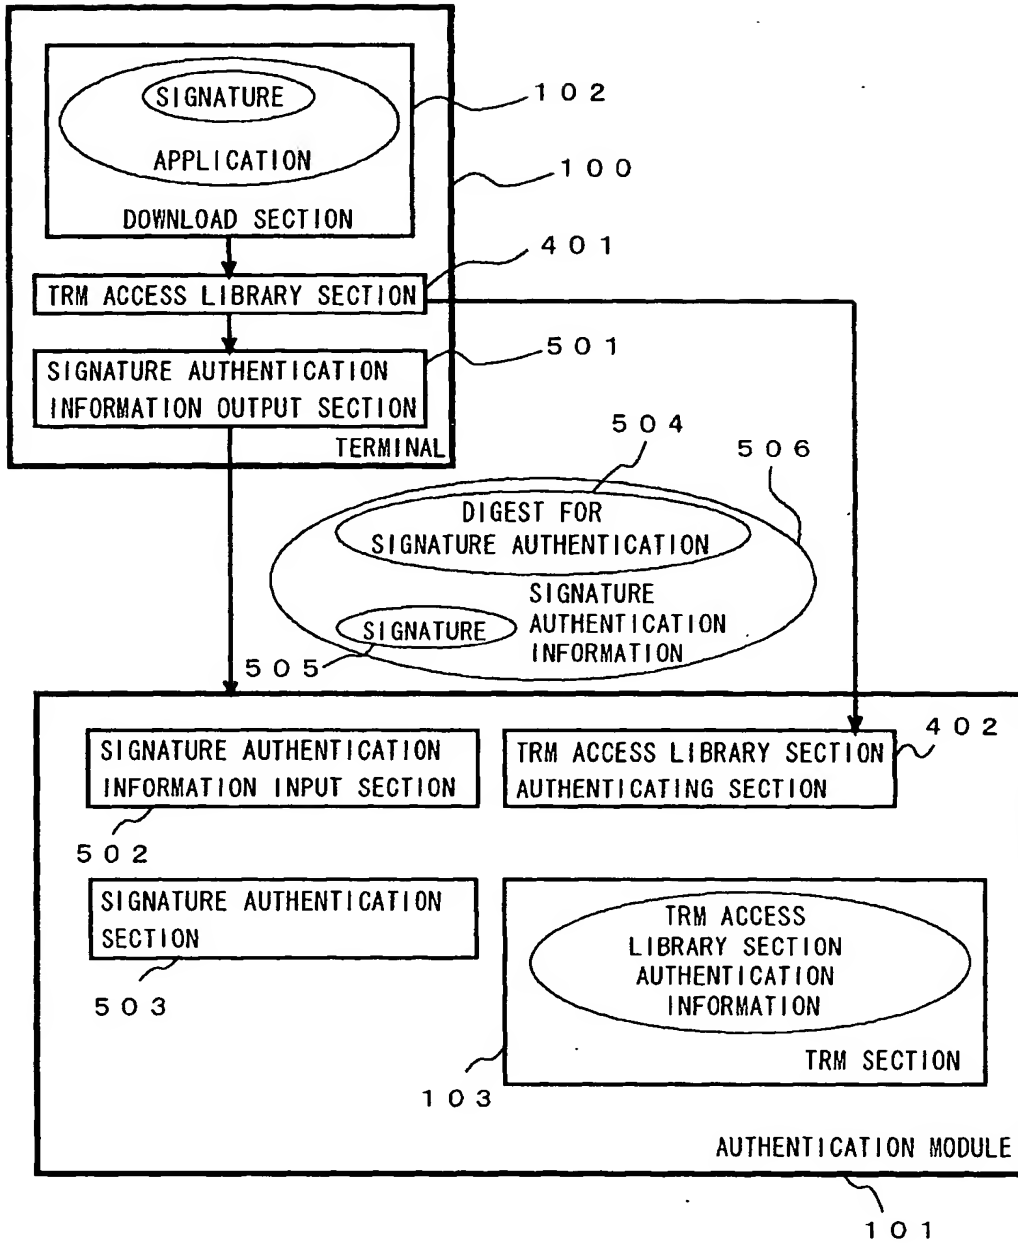 SIGNATURE
102
APPLICATION
100
DOWNLOAD SECTION
401
TRM ACCESS LIBRARY SECTION
501
SIGNATURE AUTHENTICATION
INFORMATION OUTPUT SECTION
TERMINAL
504
506
DIGEST FOR
SIGNATURE AUTHENTICATION
SIGNATURE
AUTHENTICATION
INFORMATION
SIGNATURE
505
SIGNATURE AUTHENTICATION
INFORMATION INPUT SECTION
502
TRM ACCESS LIBRARY SECTION
AUTHENTICATING SECTION
402
SIGNATURE AUTHENTICATION
SECTION
503
TRM ACCESS
LIBRARY SECTION
AUTHENTICATION
INFORMATION
TRM SECTION
103
AUTHENTICATION MODULE
101